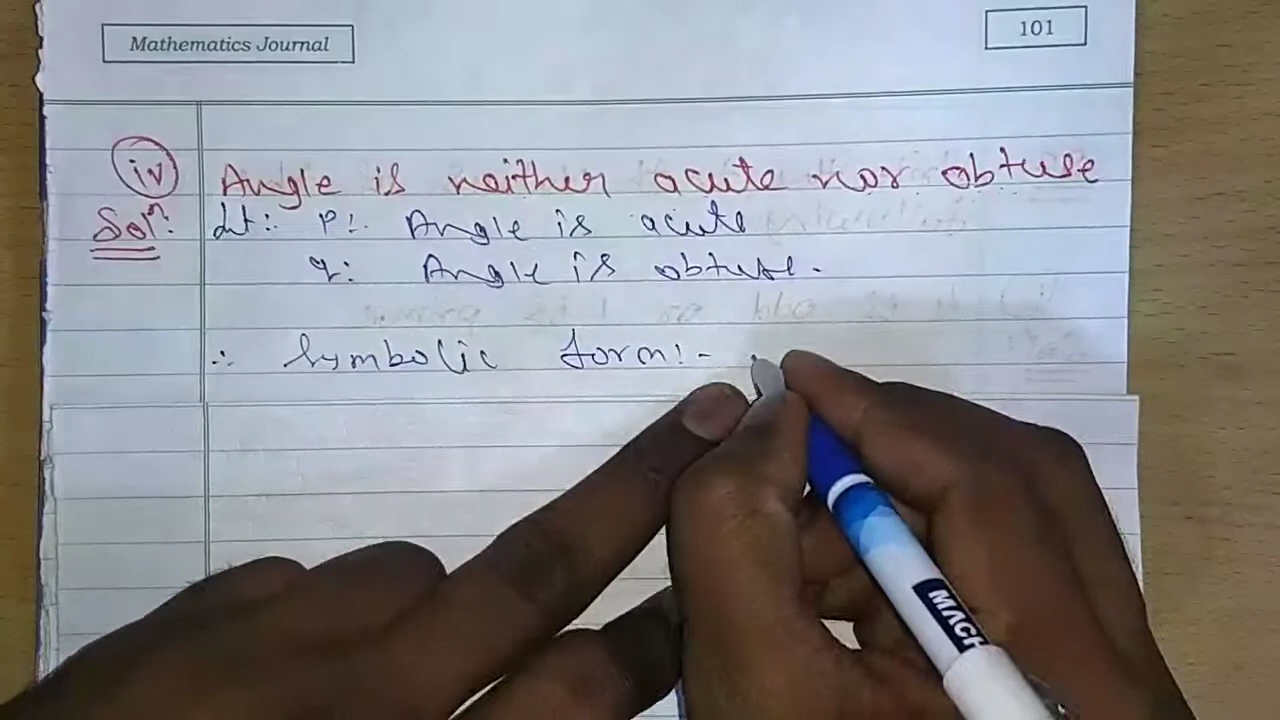 Mathematics Journal
101
iv) Angle is neither acute nor obtuse
Solⁿ: Let:. p:. Angle is acute
q: Angle is obtuse.
∴ Symbolic form:-
MACH